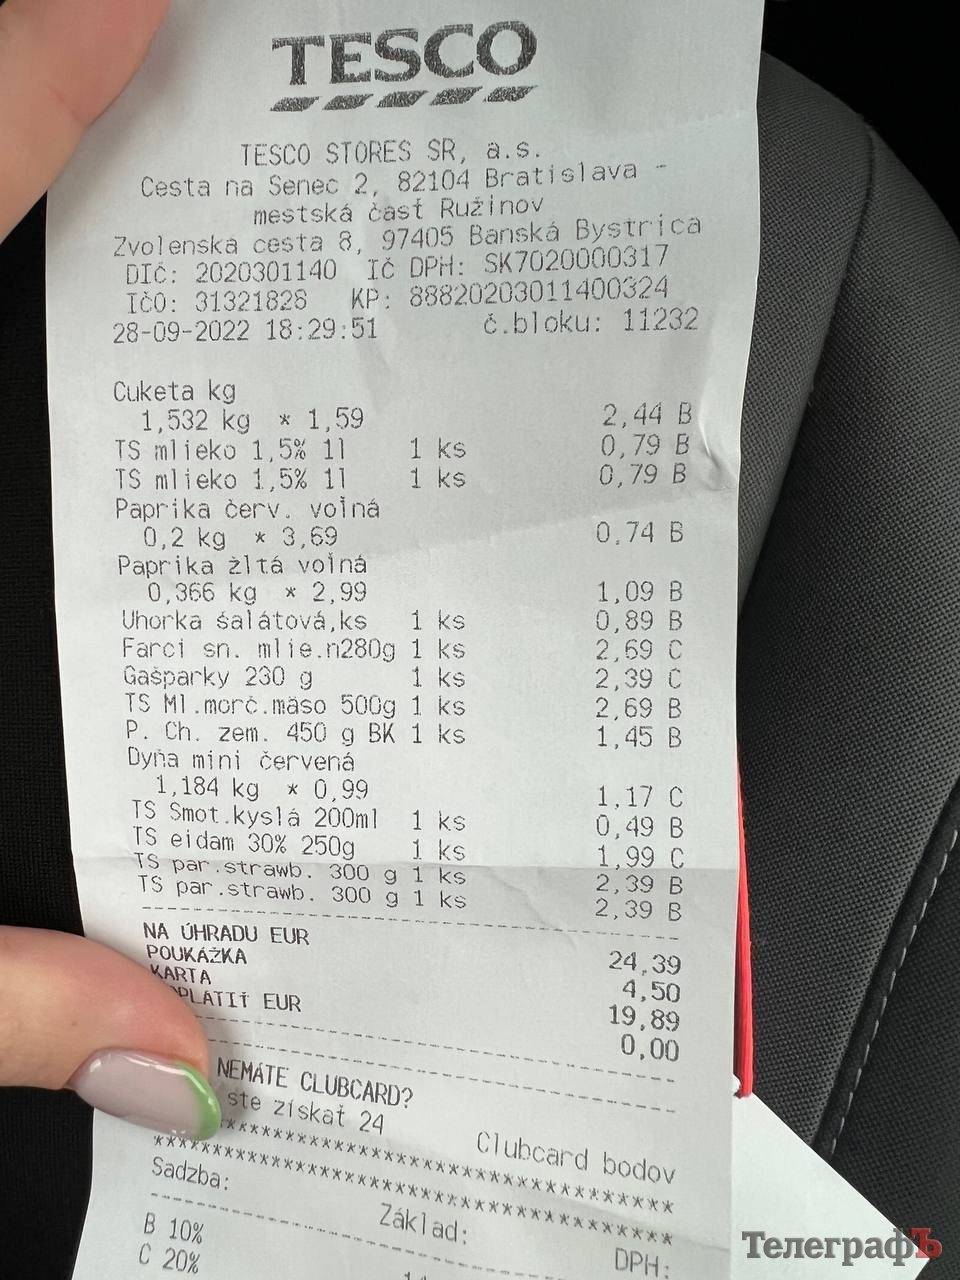 TESCO
TESCO STORES SR, a.s.
Cesta na Senec 2, 82104 Bratislava -
mestská časť Ružinov
Zvolenská cesta 8, 97405 Banská Bystrica
DIČ: 2020301140 IČ DPH: SK7020000317
IČO: 31321828 KP: 88820203011400324
28-09-2022 18:29:51 č.bloku: 11232
Cuketa kg
1,532 kg * 1,59 2,44 B
TS mlieko 1,5% 1l 1 ks 0,79 B
TS mlieko 1,5% 1l 1 ks 0,79 B
Paprika červ. voľná
0,2 kg * 3,69 0,74 B
Paprika žltá voľná
0,366 kg * 2,99 1,09 B
Uhorka šalátová,ks 1 ks 0,89 B
Farci sn. mlie.n280g 1 ks 2,69 C
Gašparky 230 g 1 ks 2,39 C
TS Ml.morč.mäso 500g 1 ks 2,69 B
P. Ch. zem. 450 g BK 1 ks 1,45 B
Dyňa mini červená
1,184 kg * 0,99 1,17 C
TS Smot.kyslá 200ml 1 ks 0,49 B
TS eidam 30% 250g 1 ks 1,99 C
TS par.strawb. 300 g 1 ks 2,39 B
TS par.strawb. 300 g 1 ks 2,39 B
NA ÚHRADU EUR 24,39
POUKÁŽKA 4,50
KARTA 19,89
PLATIŤ EUR 0,00
NEMÁTE CLUBCARD?
ste získať 24 Clubcard bodov
****************************************
****************************************
Sadzba: Základ: DPH:
B 10%
C 20%
ТелеграфЪ